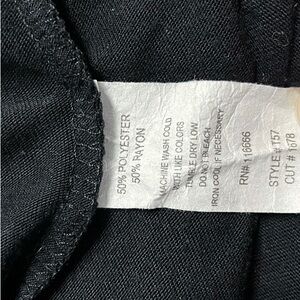 50% POLYESTER
50% RAYON
MACHINE WASH COLD
WITH LIKE COLORS
TUMBLE DRY LOW
DO NOT BLEACH
IRON COOL IF NECESSARY
RN# 116666
STYLE # T57
CUT # 1678